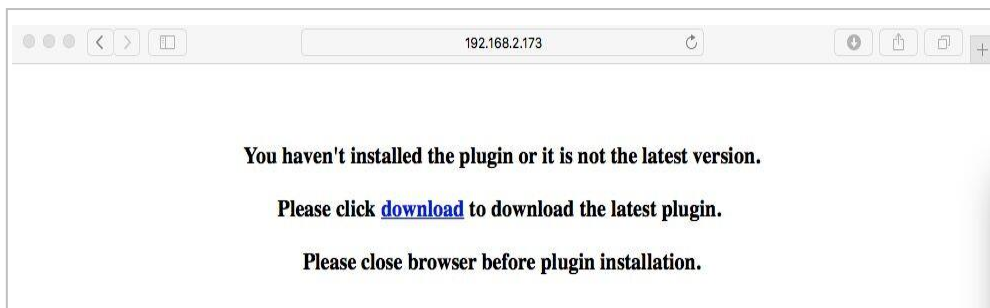 192.168.2.173
You haven't installed the plugin or it is not the latest version.
Please click download to download the latest plugin.
Please close browser before plugin installation.